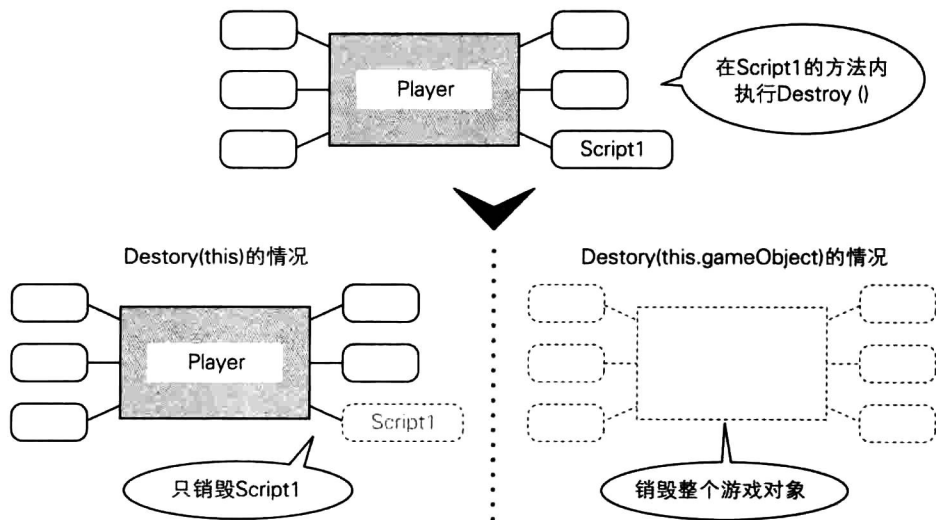 Player
在Script1的方法内
执行Destroy ()
Script1
Destory(this)的情况
Destory(this.gameObject)的情况
Player
Script1
只销毁Script1
销毁整个游戏对象